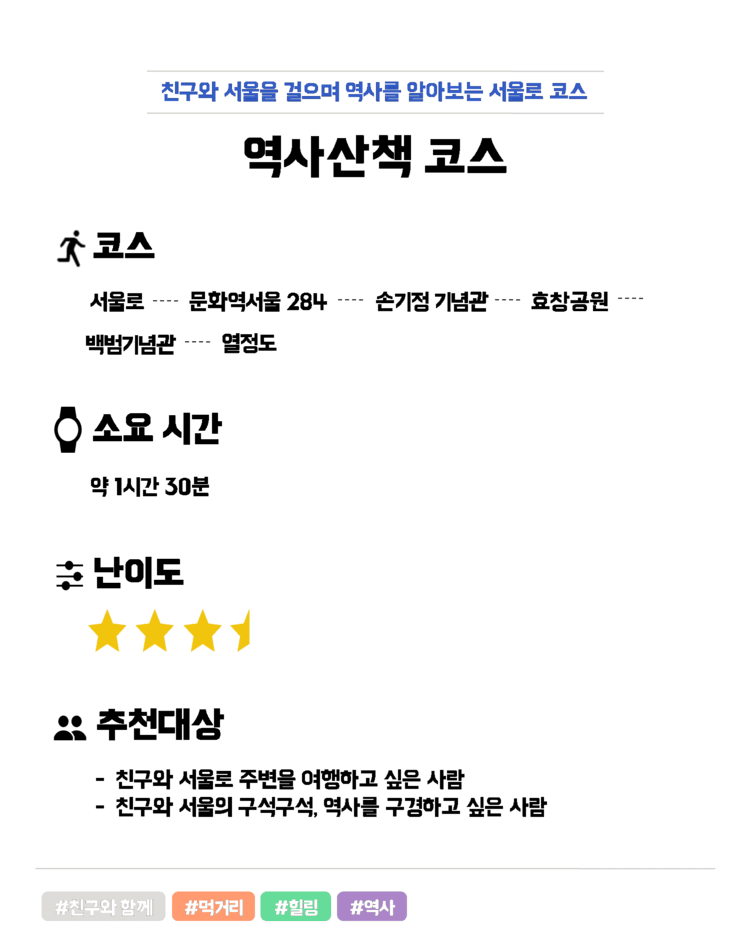 친구와 서울을 걸으며 역사를 알아보는 서울로 코스
역사산책 코스
코스
서울로 ---- 문화역서울 284 ---- 손기정 기념관 ---- 효창공원 ----
백범기념관 ---- 열정도
소요 시간
약 1시간 30분
난이도
추천대상
- 친구와 서울로 주변을 여행하고 싶은 사람
- 친구와 서울의 구석구석, 역사를 구경하고 싶은 사람
#친구와 함께 #먹거리 #힐링 #역사